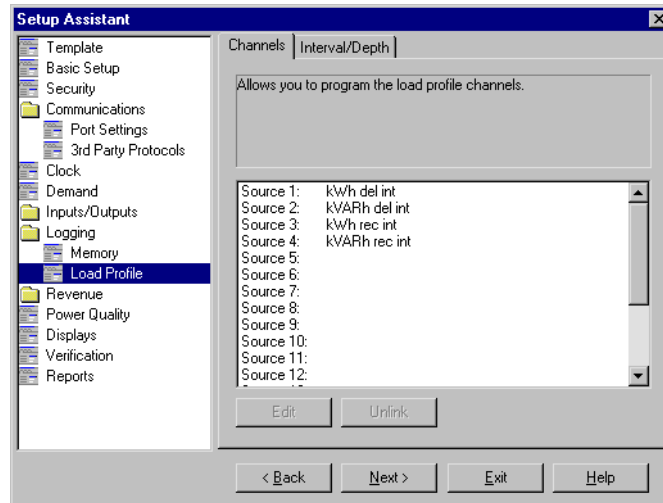 Setup Assistant
Template
Basic Setup
Security
Communications
Port Settings
3rd Party Protocols
Clock
Demand
Inputs/Outputs
Logging
Memory
Load Profile
Revenue
Power Quality
Displays
Verification
Reports
Channels
Interval/Depth
Allows you to program the load profile channels.
Source 1: kWh del int
Source 2: kVARh del int
Source 3: kWh rec int
Source 4: kVARh rec int
Source 5:
Source 6:
Source 7:
Source 8:
Source 9:
Source 10:
Source 11:
Source 12:
Edit
Unlink
< Back
Next >
Exit
Help